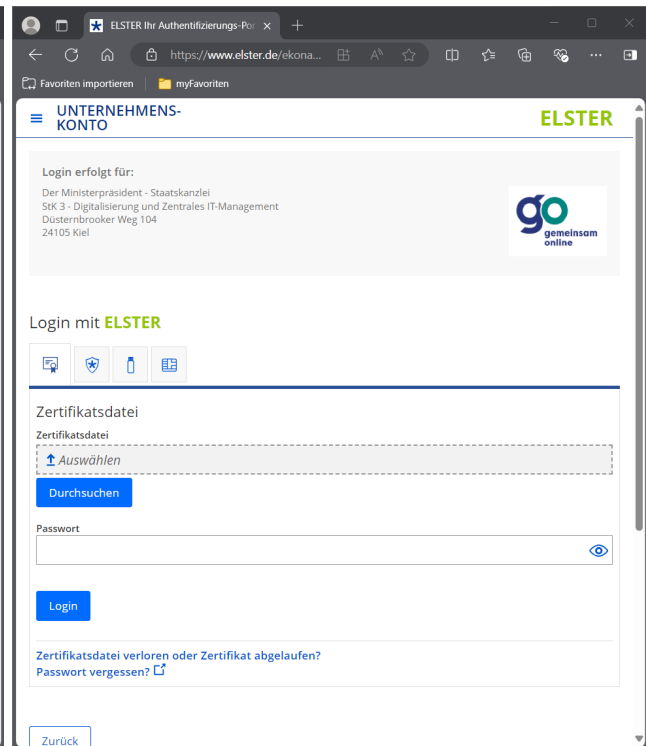 ELSTER Ihr Authentifizierungs-Por
https://www.elster.de/ekona...
Favoriten importieren
myFavoriten
UNTERNEHMENS-
KONTO
ELSTER
Login erfolgt für:
Der Ministerpräsident - Staatskanzlei
StK 3 - Digitalisierung und Zentrales IT-Management
Düsternbrooker Weg 104
24105 Kiel
go
gemeinsam
online
Login mit ELSTER
Zertifikatsdatei
Zertifikatsdatei
Auswählen
Durchsuchen
Passwort
Login
Zertifikatsdatei verloren oder Zertifikat abgelaufen?
Passwort vergessen?
Zurück